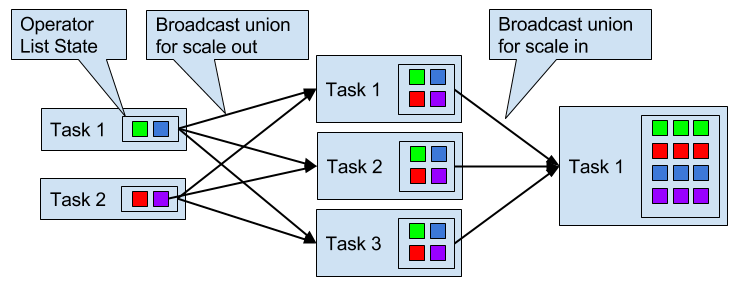 Operator
List State
Broadcast union
for scale out
Broadcast union
for scale in
Task 1
Task 2
Task 1
Task 2
Task 3
Task 1